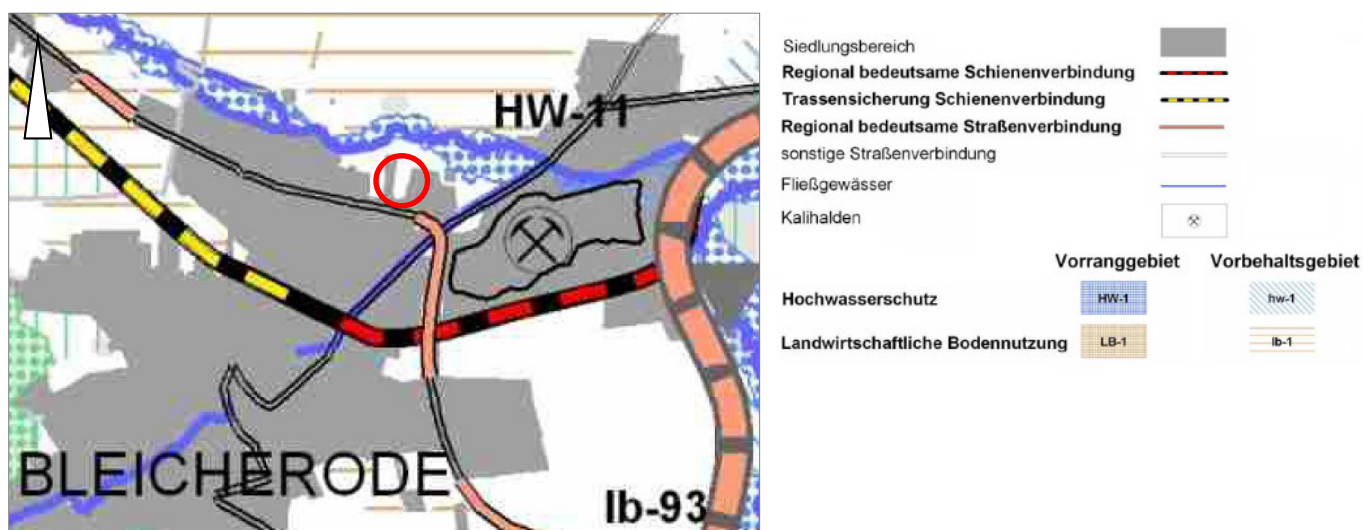 HW-11
BLEICHERODE
lb-93
Siedlungsbereich
Regional bedeutsame Schienenverbindung
Trassensicherung Schienenverbindung
Regional bedeutsame Straßenverbindung
sonstige Straßenverbindung
Fließgewässer
Kalihalden
Vorranggebiet Vorbehaltsgebiet
Hochwasserschutz HW-1 hw-1
Landwirtschaftliche Bodennutzung LB-1 lb-1